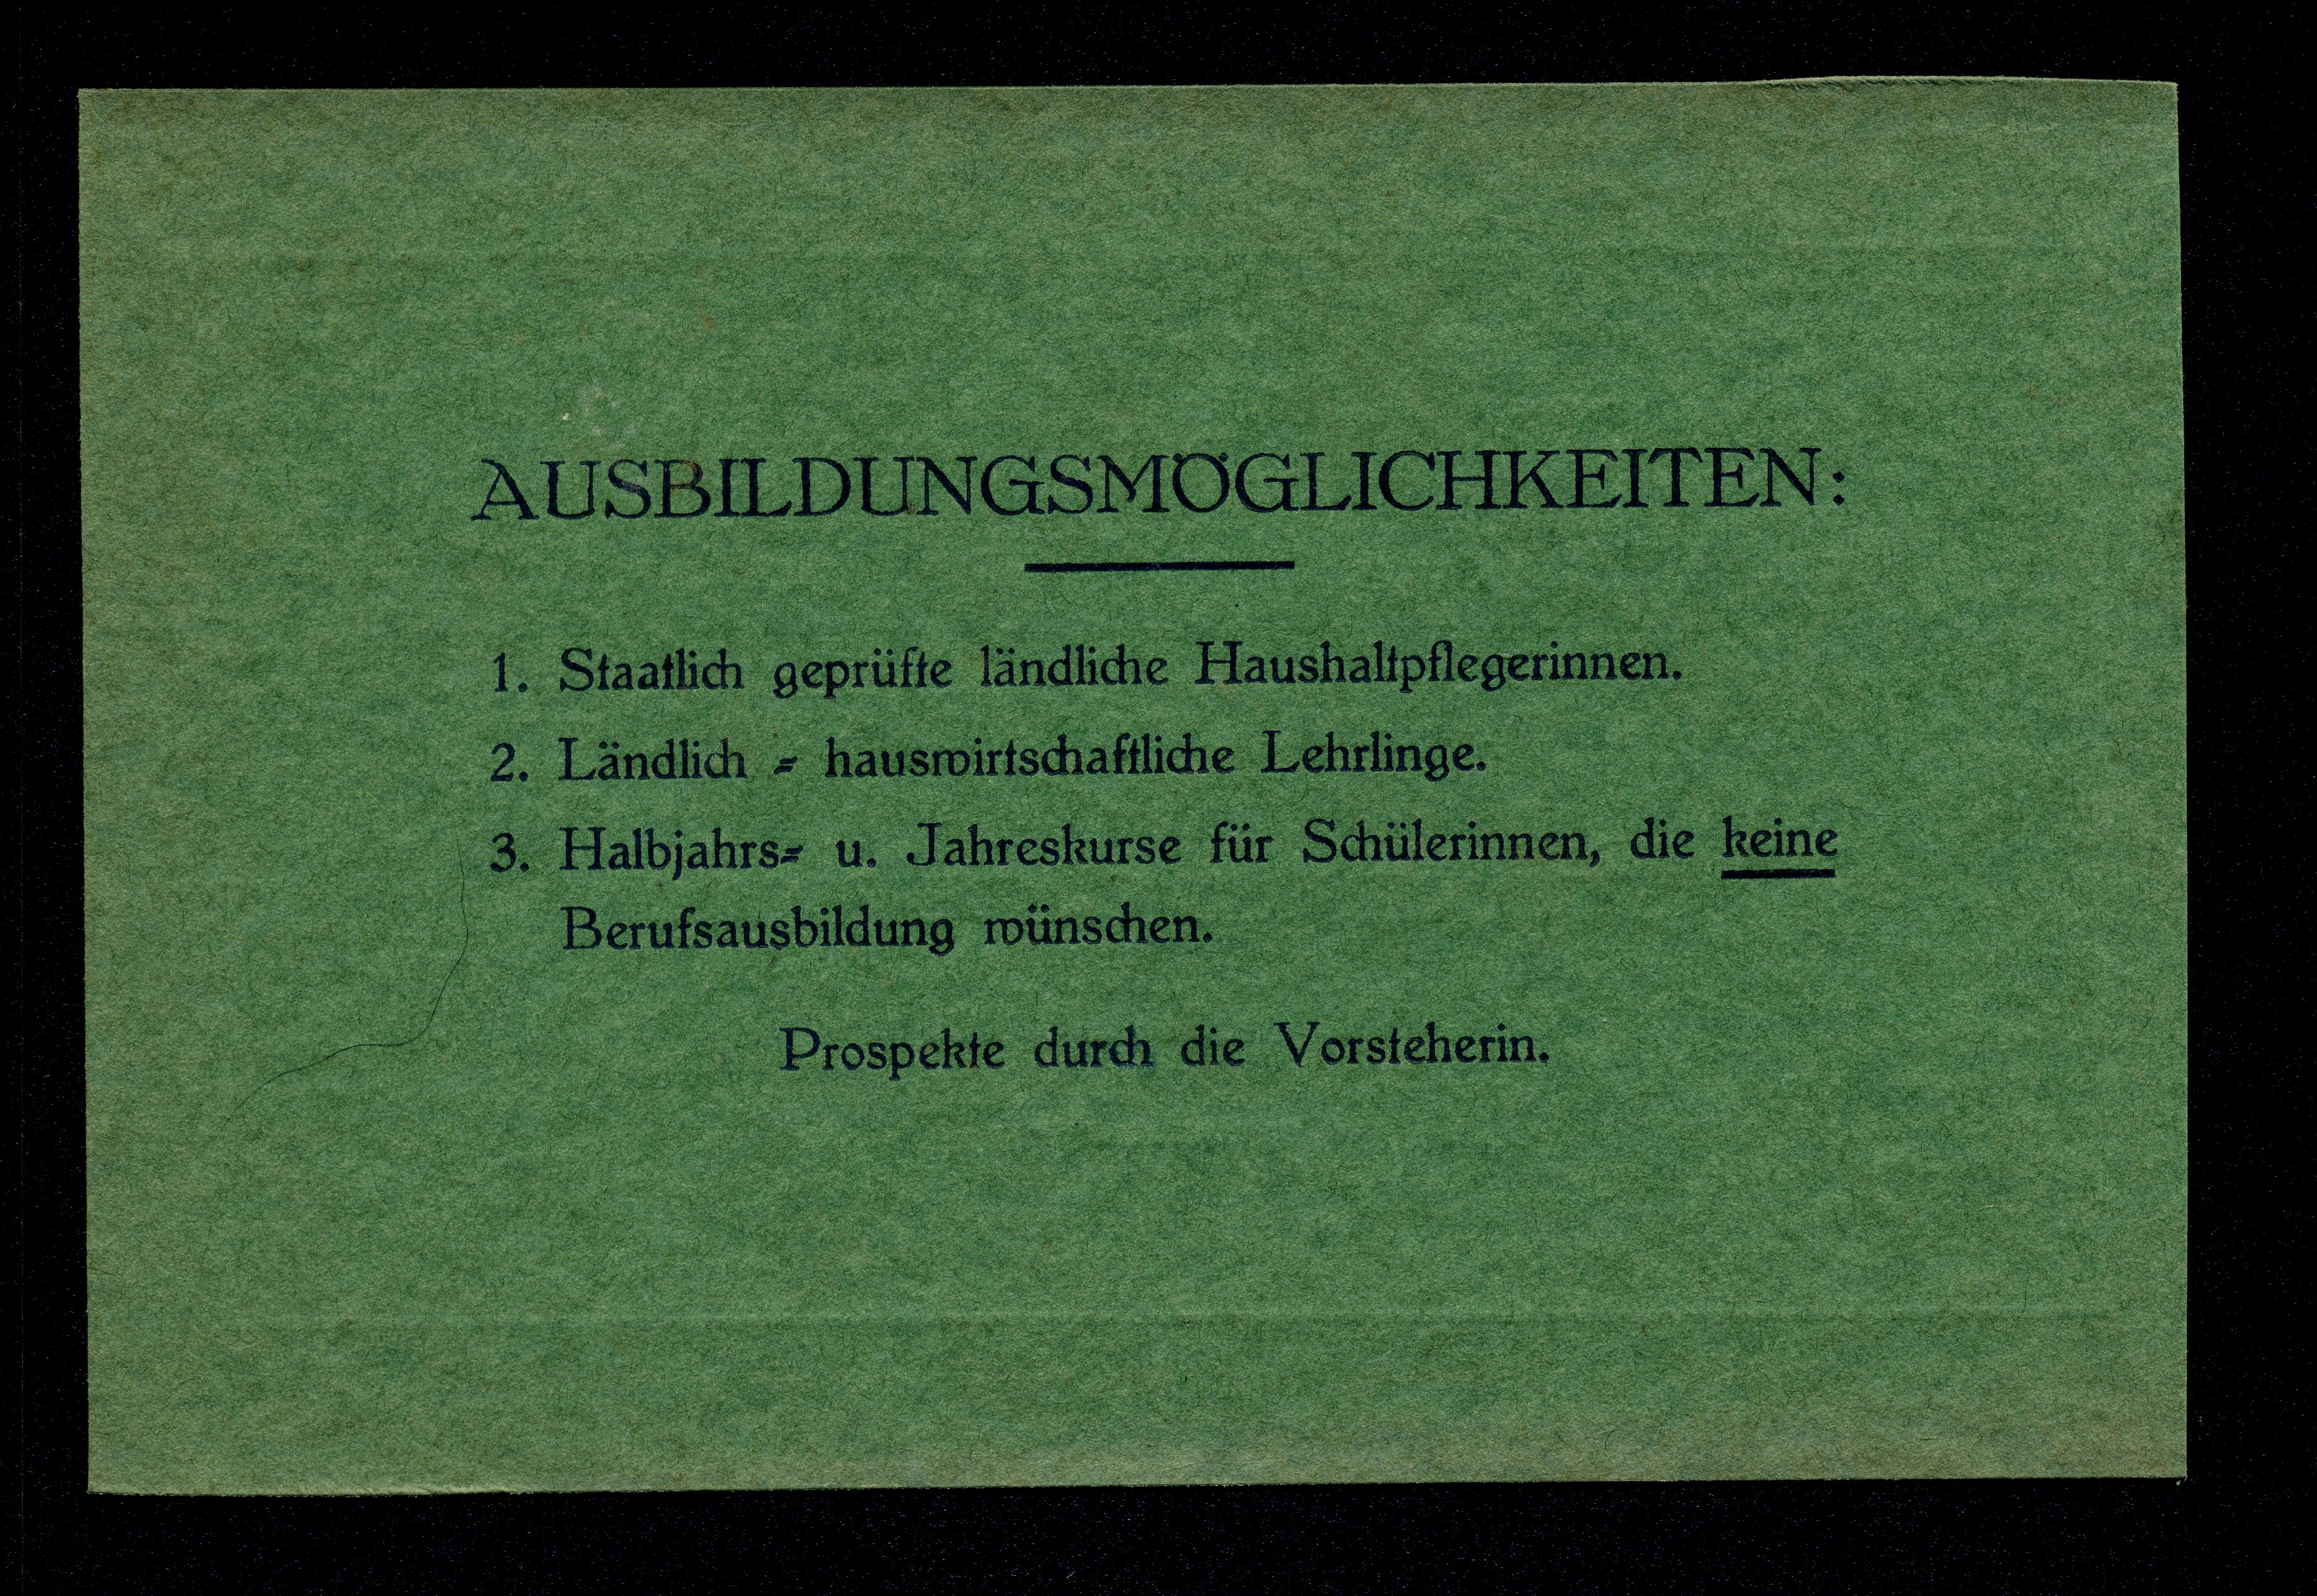 AUSBILDUNGSMÖGLICHKEITEN:
1. Staatlich geprüfte ländliche Haushaltpflegerinnen.
2. Ländlich - hauswirtschaftliche Lehrlinge.
3. Halbjahrs- u. Jahreskurse für Schülerinnen, die keine
Berufsausbildung wünschen.
Prospekte durch die Vorsteherin.